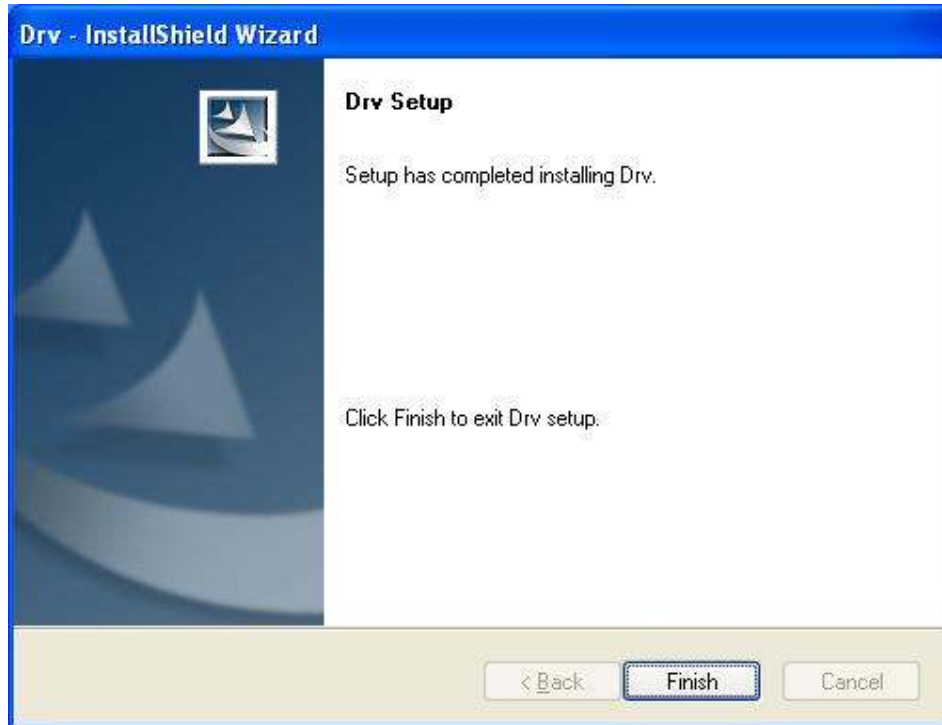 Drv - InstallShield Wizard
Drv Setup
Setup has completed installing Drv.
Click Finish to exit Drv setup.
< Back Finish Cancel